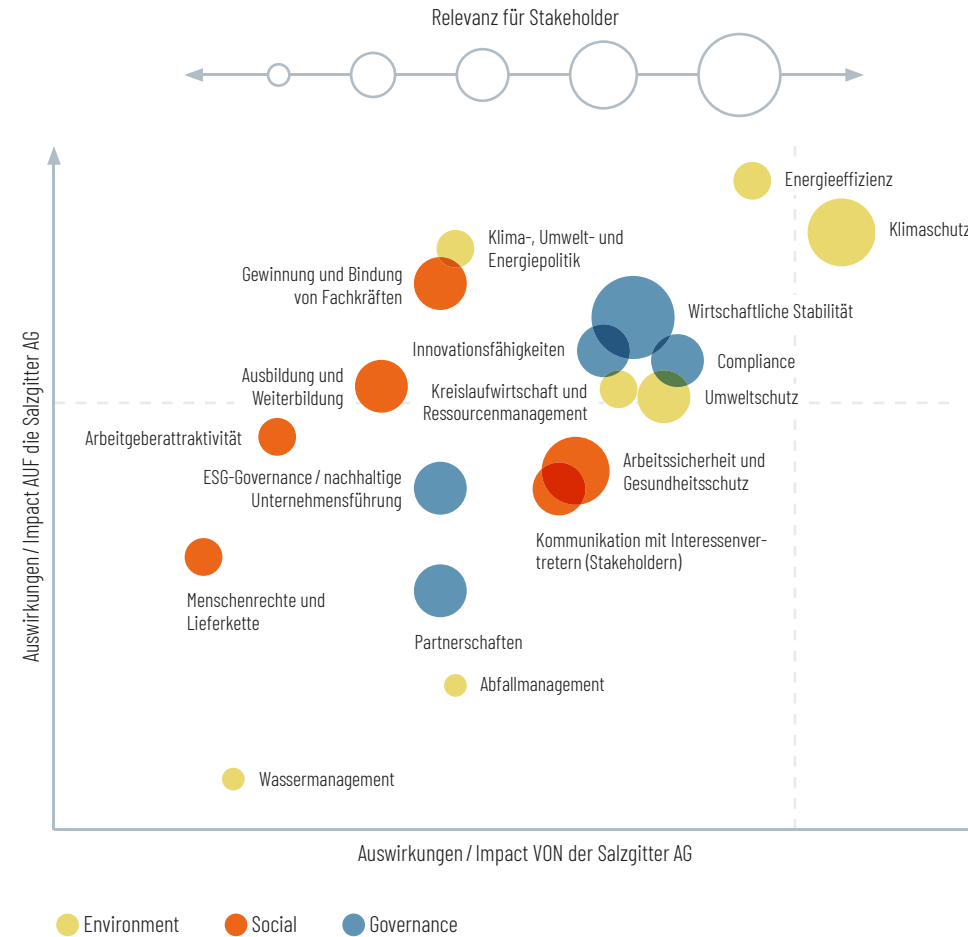 Relevanz für Stakeholder
Energieeffizienz
Klimaschutz
Klima-, Umwelt- und
Energiepolitik
Gewinnung und Bindung
von Fachkräften
Wirtschaftliche Stabilität
Innovationsfähigkeiten
Compliance
Ausbildung und
Weiterbildung
Kreislaufwirtschaft und
Ressourcenmanagement
Umweltschutz
Arbeitgeberattraktivität
ESG-Governance / nachhaltige
Unternehmensführung
Arbeitssicherheit und
Gesundheitsschutz
Kommunikation mit Interessenver-
tretern (Stakeholdern)
Menschenrechte und
Lieferkette
Partnerschaften
Abfallmanagement
Wassermanagement
Auswirkungen / Impact AUF die Salzgitter AG
Auswirkungen / Impact VON der Salzgitter AG
Environment
Social
Governance